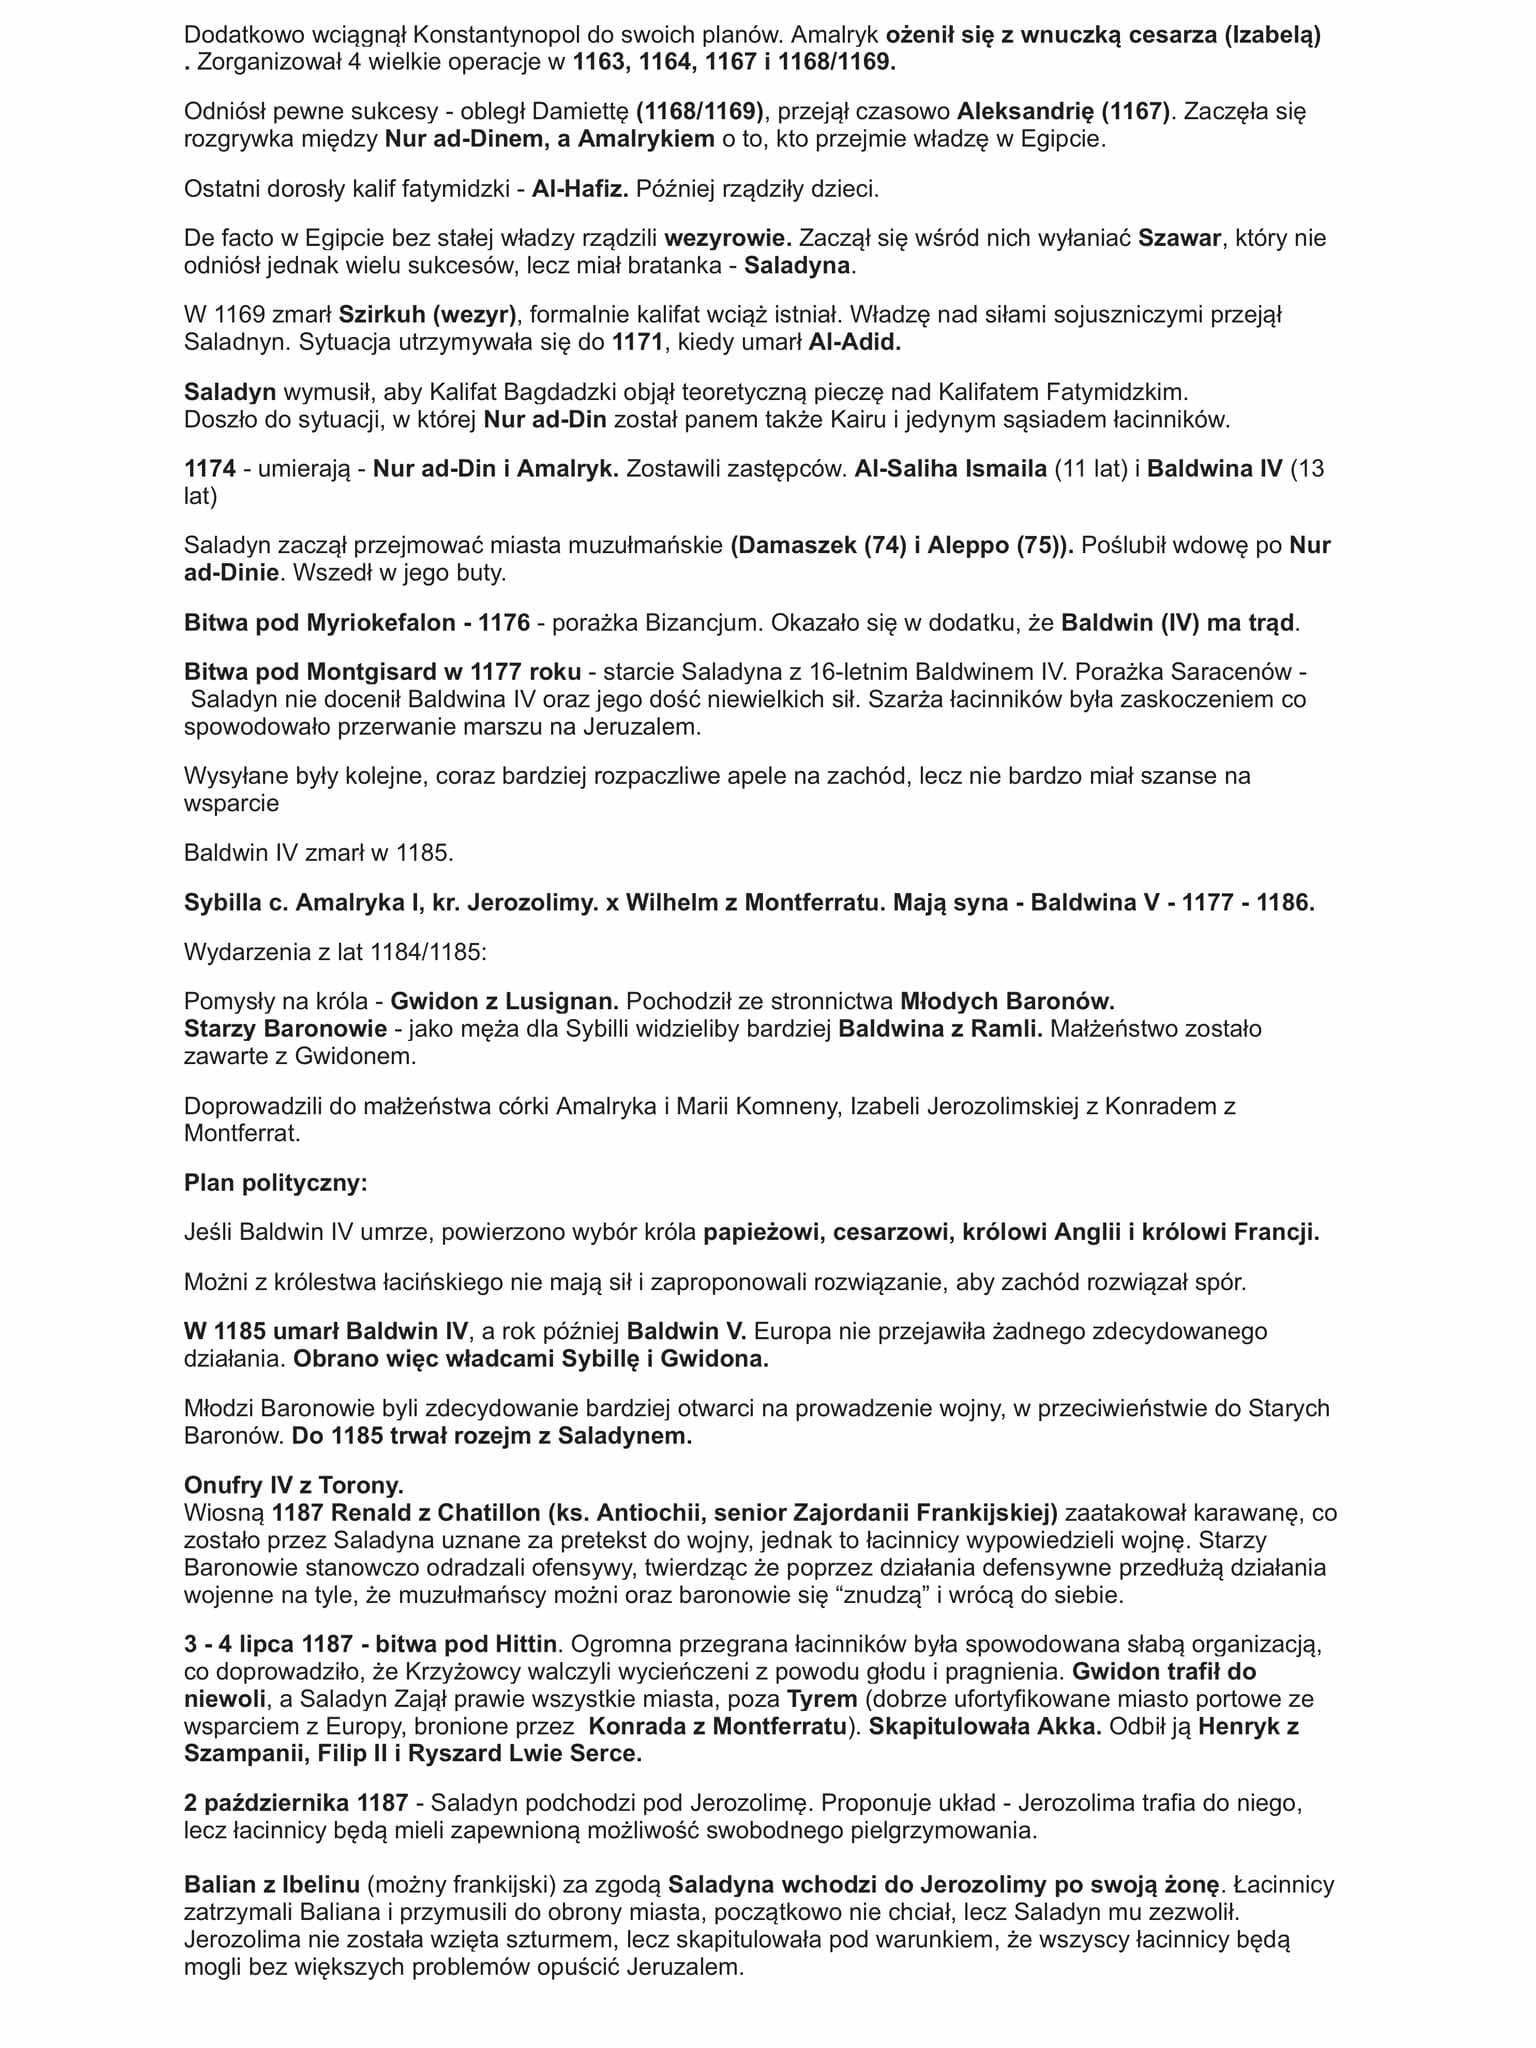 Dodatkowo wciągnął Konstantynopol do swoich planów. Amalryk ożenił się z wnuczką cesarza (Izabelą)
. Zorganizował 4 wielkie operacje w 1163, 1164, 1167 i 1168/1169.
Odniósł pewne sukcesy - obległ Damiettę (1168/1169), przejął czasowo Aleksandrię (1167). Zaczęła się
rozgrywka między Nur ad-Dinem, a Amalrykiem o to, kto przejmie władzę w Egipcie.
Ostatni dorosły kalif fatymidzki - Al-Hafiz. Później rządziły dzieci.
De facto w Egipcie bez stałej władzy rządzili wezyrowie. Zaczął się wśród nich wyłaniać Szawar, który nie
odniósł jednak wielu sukcesów, lecz miał bratanka - Saladyna.
W 1169 zmarł Szirkuh (wezyr), formalnie kalifat wciąż istniał. Władzę nad siłami sojuszniczymi przejął
Saladnyn. Sytuacja utrzymywała się do 1171, kiedy umarł Al-Adid.
Saladyn wymusił, aby Kalifat Bagdadzki objął teoretyczną pieczę nad Kalifatem Fatymidzkim.
Doszło do sytuacji, w której Nur ad-Din został panem także Kairu i jedynym sąsiadem łacinników.
1174 - umierają - Nur ad-Din i Amalryk. Zostawili zastępców. Al-Saliha Ismaila (11 lat) i Baldwina IV (13
lat)
Saladyn zaczął przejmować miasta muzułmańskie (Damaszek (74) i Aleppo (75)). Poślubił wdowę po Nur
ad-Dinie. Wszedł w jego buty.
Bitwa pod Myriokefalon - 1176 - porażka Bizancjum. Okazało się w dodatku, że Baldwin (IV) ma trąd.
Bitwa pod Montgisard w 1177 roku - starcie Saladyna z 16-letnim Baldwinem IV. Porażka Saracenów -
Saladyn nie docenił Baldwina IV oraz jego dość niewielkich sił. Szarża łacinników była zaskoczeniem co
spowodowało przerwanie marszu na Jeruzalem.
Wysyłane były kolejne, coraz bardziej rozpaczliwe apele na zachód, lecz nie bardzo miał szanse na
wsparcie
Baldwin IV zmarł w 1185.
Sybilla c. Amalryka I, kr. Jerozolimy. x Wilhelm z Montferratu. Mają syna - Baldwina V - 1177 - 1186.
Wydarzenia z lat 1184/1185:
Pomysły na króla - Gwidon z Lusignan. Pochodził ze stronnictwa Młodych Baronów.
Starzy Baronowie - jako męża dla Sybilli widzieliby bardziej Baldwina z Ramli. Małżeństwo zostało
zawarte z Gwidonem.
Doprowadzili do małżeństwa córki Amalryka i Marii Komneny, Izabeli Jerozolimskiej z Konradem z
Montferrat.
Plan polityczny:
Jeśli Baldwin IV umrze, powierzono wybór króla papieżowi, cesarzowi, królowi Anglii i królowi Francji.
Możni z królestwa łacińskiego nie mają sił i zaproponowali rozwiązanie, aby zachód rozwiązał spór.
W 1185 umarł Baldwin IV, a rok później Baldwin V. Europa nie przejawiła żadnego zdecydowanego
działania. Obrano więc władcami Sybillę i Gwidona.
Młodzi Baronowie byli zdecydowanie bardziej otwarci na prowadzenie wojny, w przeciwieństwie do Starych
Baronów. Do 1185 trwał rozejm z Saladynem.
Onufry IV z Torony.
Wiosną 1187 Renald z Chatillon (ks. Antiochii, senior Zajordanii Frankijskiej) zaatakował karawanę, co
zostało przez Saladyna uznane za pretekst do wojny, jednak to łacinnicy wypowiedzieli wojnę. Starzy
Baronowie stanowczo odradzali ofensywy, twierdząc że poprzez działania defensywne przedłużą działania
wojenne na tyle, że muzułmańscy możni oraz baronowie się “znudzą” i wrócą do siebie.
3 - 4 lipca 1187 - bitwa pod Hittin. Ogromna przegrana łacinników była spowodowana słabą organizacją,
co doprowadziło, że Krzyżowcy walczyli wycieńczeni z powodu głodu i pragnienia. Gwidon trafił do
niewoli, a Saladyn Zajął prawie wszystkie miasta, poza Tyrem (dobrze ufortyfikowane miasto portowe ze
wsparciem z Europy, bronione przez Konrada z Montferratu). Skapitulowała Akka. Odbił ją Henryk z
Szampanii, Filip II i Ryszard Lwie Serce.
2 października 1187 - Saladyn podchodzi pod Jerozolimę. Proponuje układ - Jerozolima trafia do niego,
lecz łacinnicy będą mieli zapewnioną możliwość swobodnego pielgrzymowania.
Balian z Ibelinu (możny frankijski) za zgodą Saladyna wchodzi do Jerozolimy po swoją żonę. Łacinnicy
zatrzymali Baliana i przymusili do obrony miasta, początkowo nie chciał, lecz Saladyn mu zezwolił.
Jerozolima nie została wzięta szturmem, lecz skapitulowała pod warunkiem, że wszyscy łacinnicy będą
mogli bez większych problemów opuścić Jeruzalem.